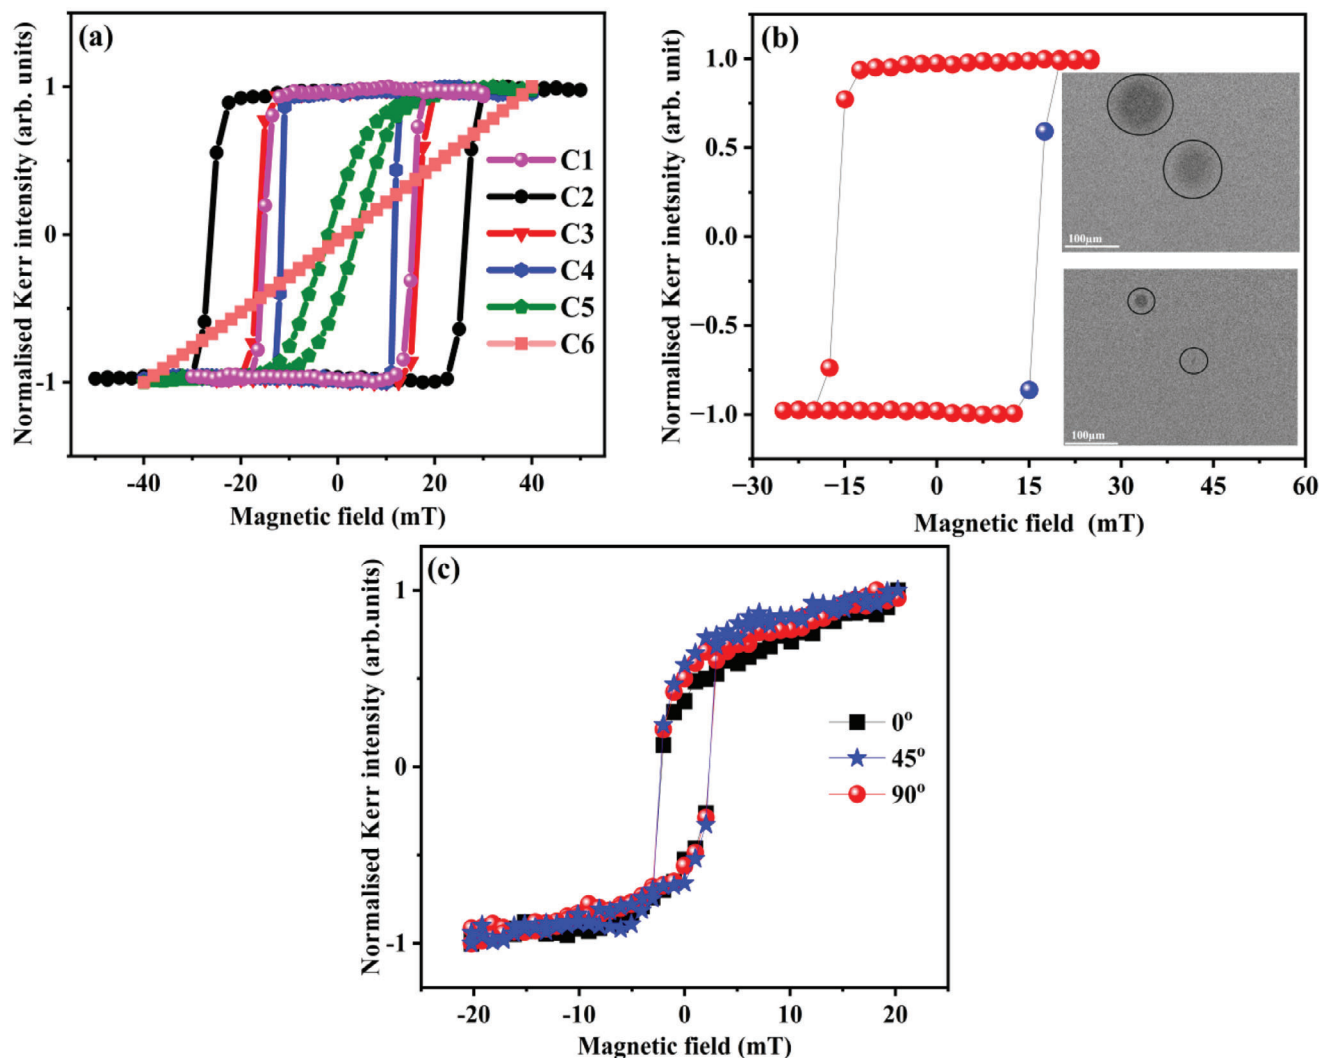 (a)
Normalised Kerr intensity (arb. units)
1
0
-1
C1
C2
C3
C4
C5
C6
-40
-20
0
20
40
Magnetic field (mT)
(b)
Normalised Kerr inetsnity (arb. unit)
1.0
0.5
0.0
−0.5
−1.0
100µm
100µm
−30
−15
0
15
30
45
60
Magnetic field (mT)
(c)
Normalised Kerr intensity (arb.units)
1
0
-1
0°
45°
90°
-20
-10
0
10
20
Magnetic field (mT)